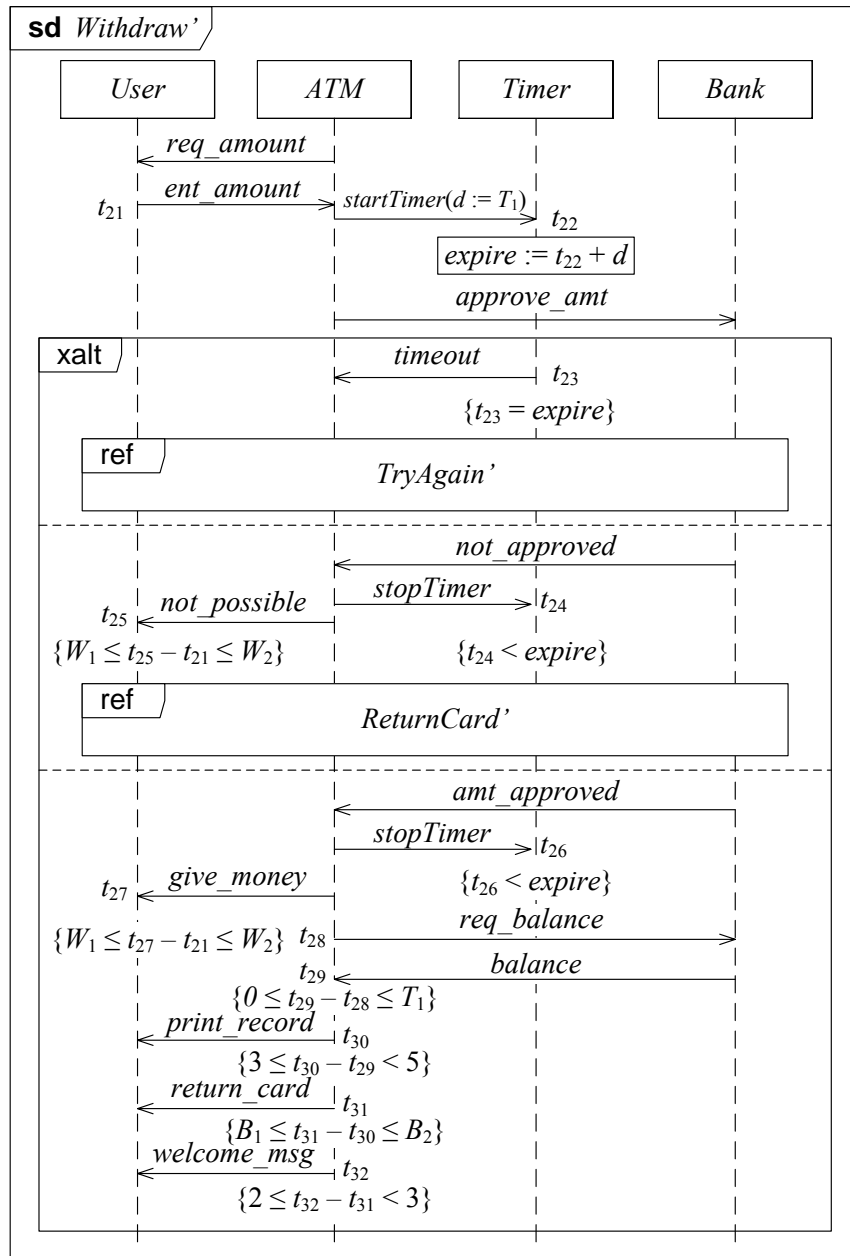 sd Withdraw’
User ATM Timer Bank
req_amount
ent_amount startTimer(d := T₁)
t₂₁ t₂₂
expire := t₂₂ + d
approve_amt
xalt timeout
t₂₃
{t₂₃ = expire}
ref
TryAgain’
not_approved
not_possible stopTimer
t₂₅ t₂₄
{W₁ ≤ t₂₅ – t₂₁ ≤ W₂} {t₂₄ < expire}
ref
ReturnCard’
amt_approved
stopTimer
t₂₆
t₂₇ give_money {t₂₆ < expire}
req_balance
{W₁ ≤ t₂₇ – t₂₁ ≤ W₂} t₂₈
t₂₉ balance
{0 ≤ t₂₉ – t₂₈ ≤ T₁}
print_record
t₃₀
{3 ≤ t₃₀ – t₂₉ < 5}
return_card
t₃₁
{B₁ ≤ t₃₁ – t₃₀ ≤ B₂}
welcome_msg
t₃₂
{2 ≤ t₃₂ – t₃₁ < 3}